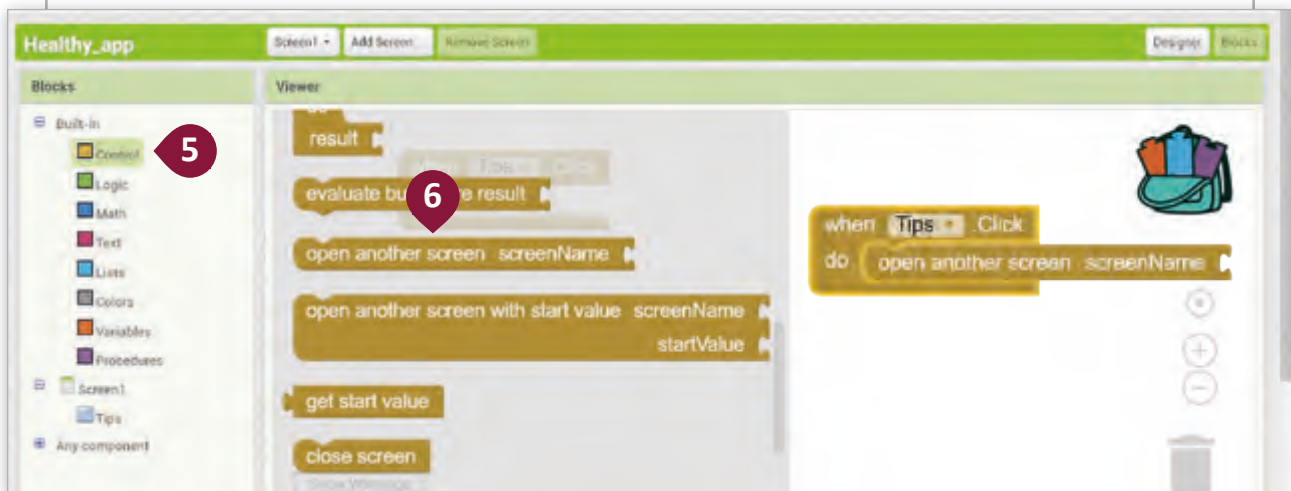 Healthy_app
Screen1
Add Screen
Remove Screen
Designer
Blocks
Blocks
Viewer
Built-in
Control
5
Logic
Math
Text
Lists
Colors
Variables
Procedures
Screen1
Tips
Any component
do
result
evaluate bu 6 e result
open another screen screenName
open another screen with start value screenName
startValue
get start value
close screen
when Tips .Click
do open another screen screenName